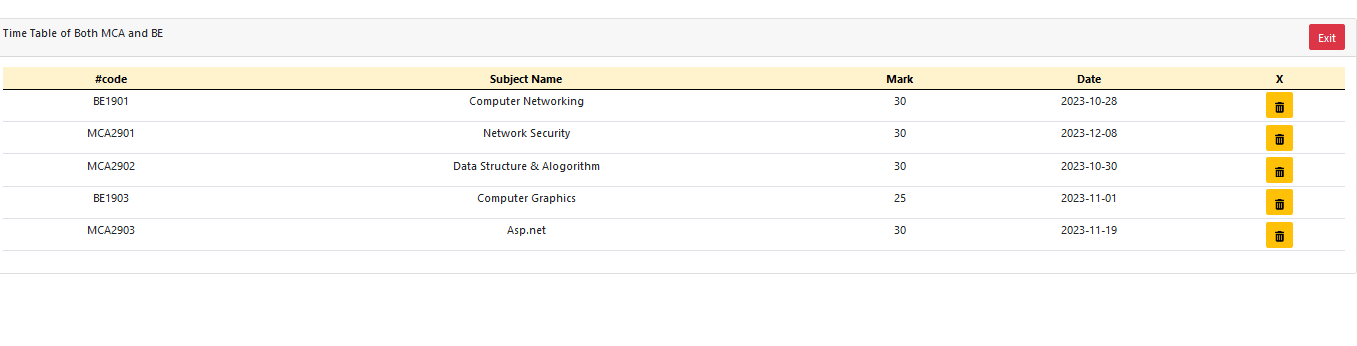 Time Table of Both MCA and BE
Exit
#code Subject Name Mark Date X
BE1901 Computer Networking 30 2023-10-28
MCA2901 Network Security 30 2023-12-08
MCA2902 Data Structure & Alogorithm 30 2023-10-30
BE1903 Computer Graphics 25 2023-11-01
MCA2903 Asp.net 30 2023-11-19